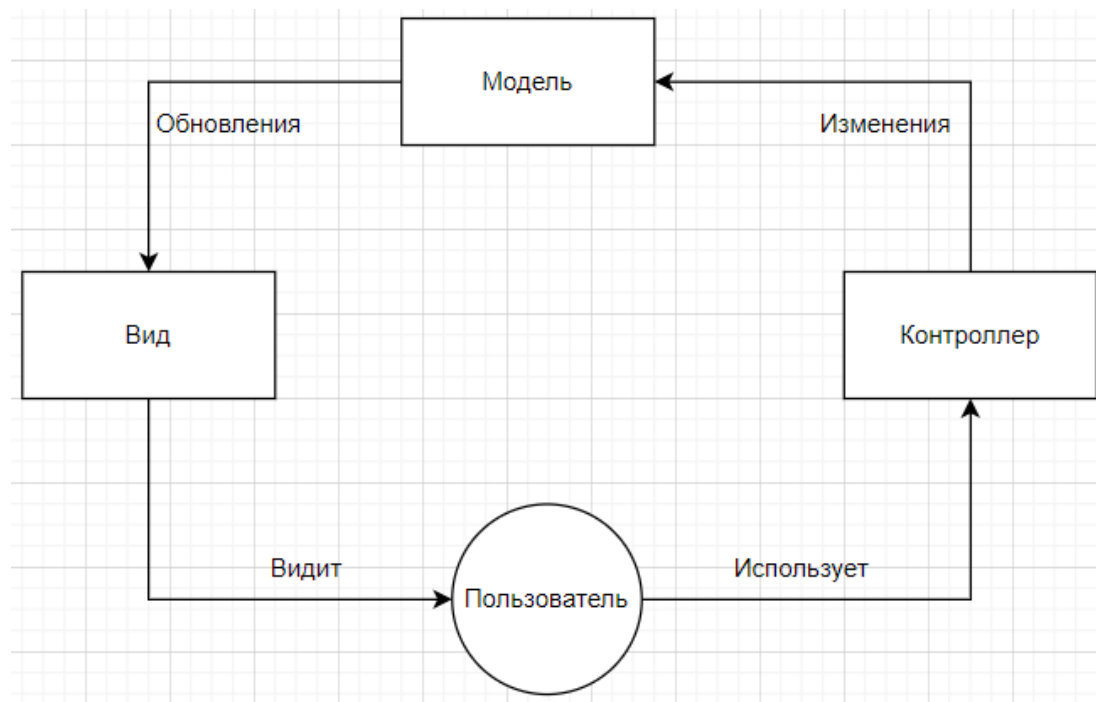 Модель
Обновления
Изменения
Вид
Контроллер
Видит
Использует
Пользователь